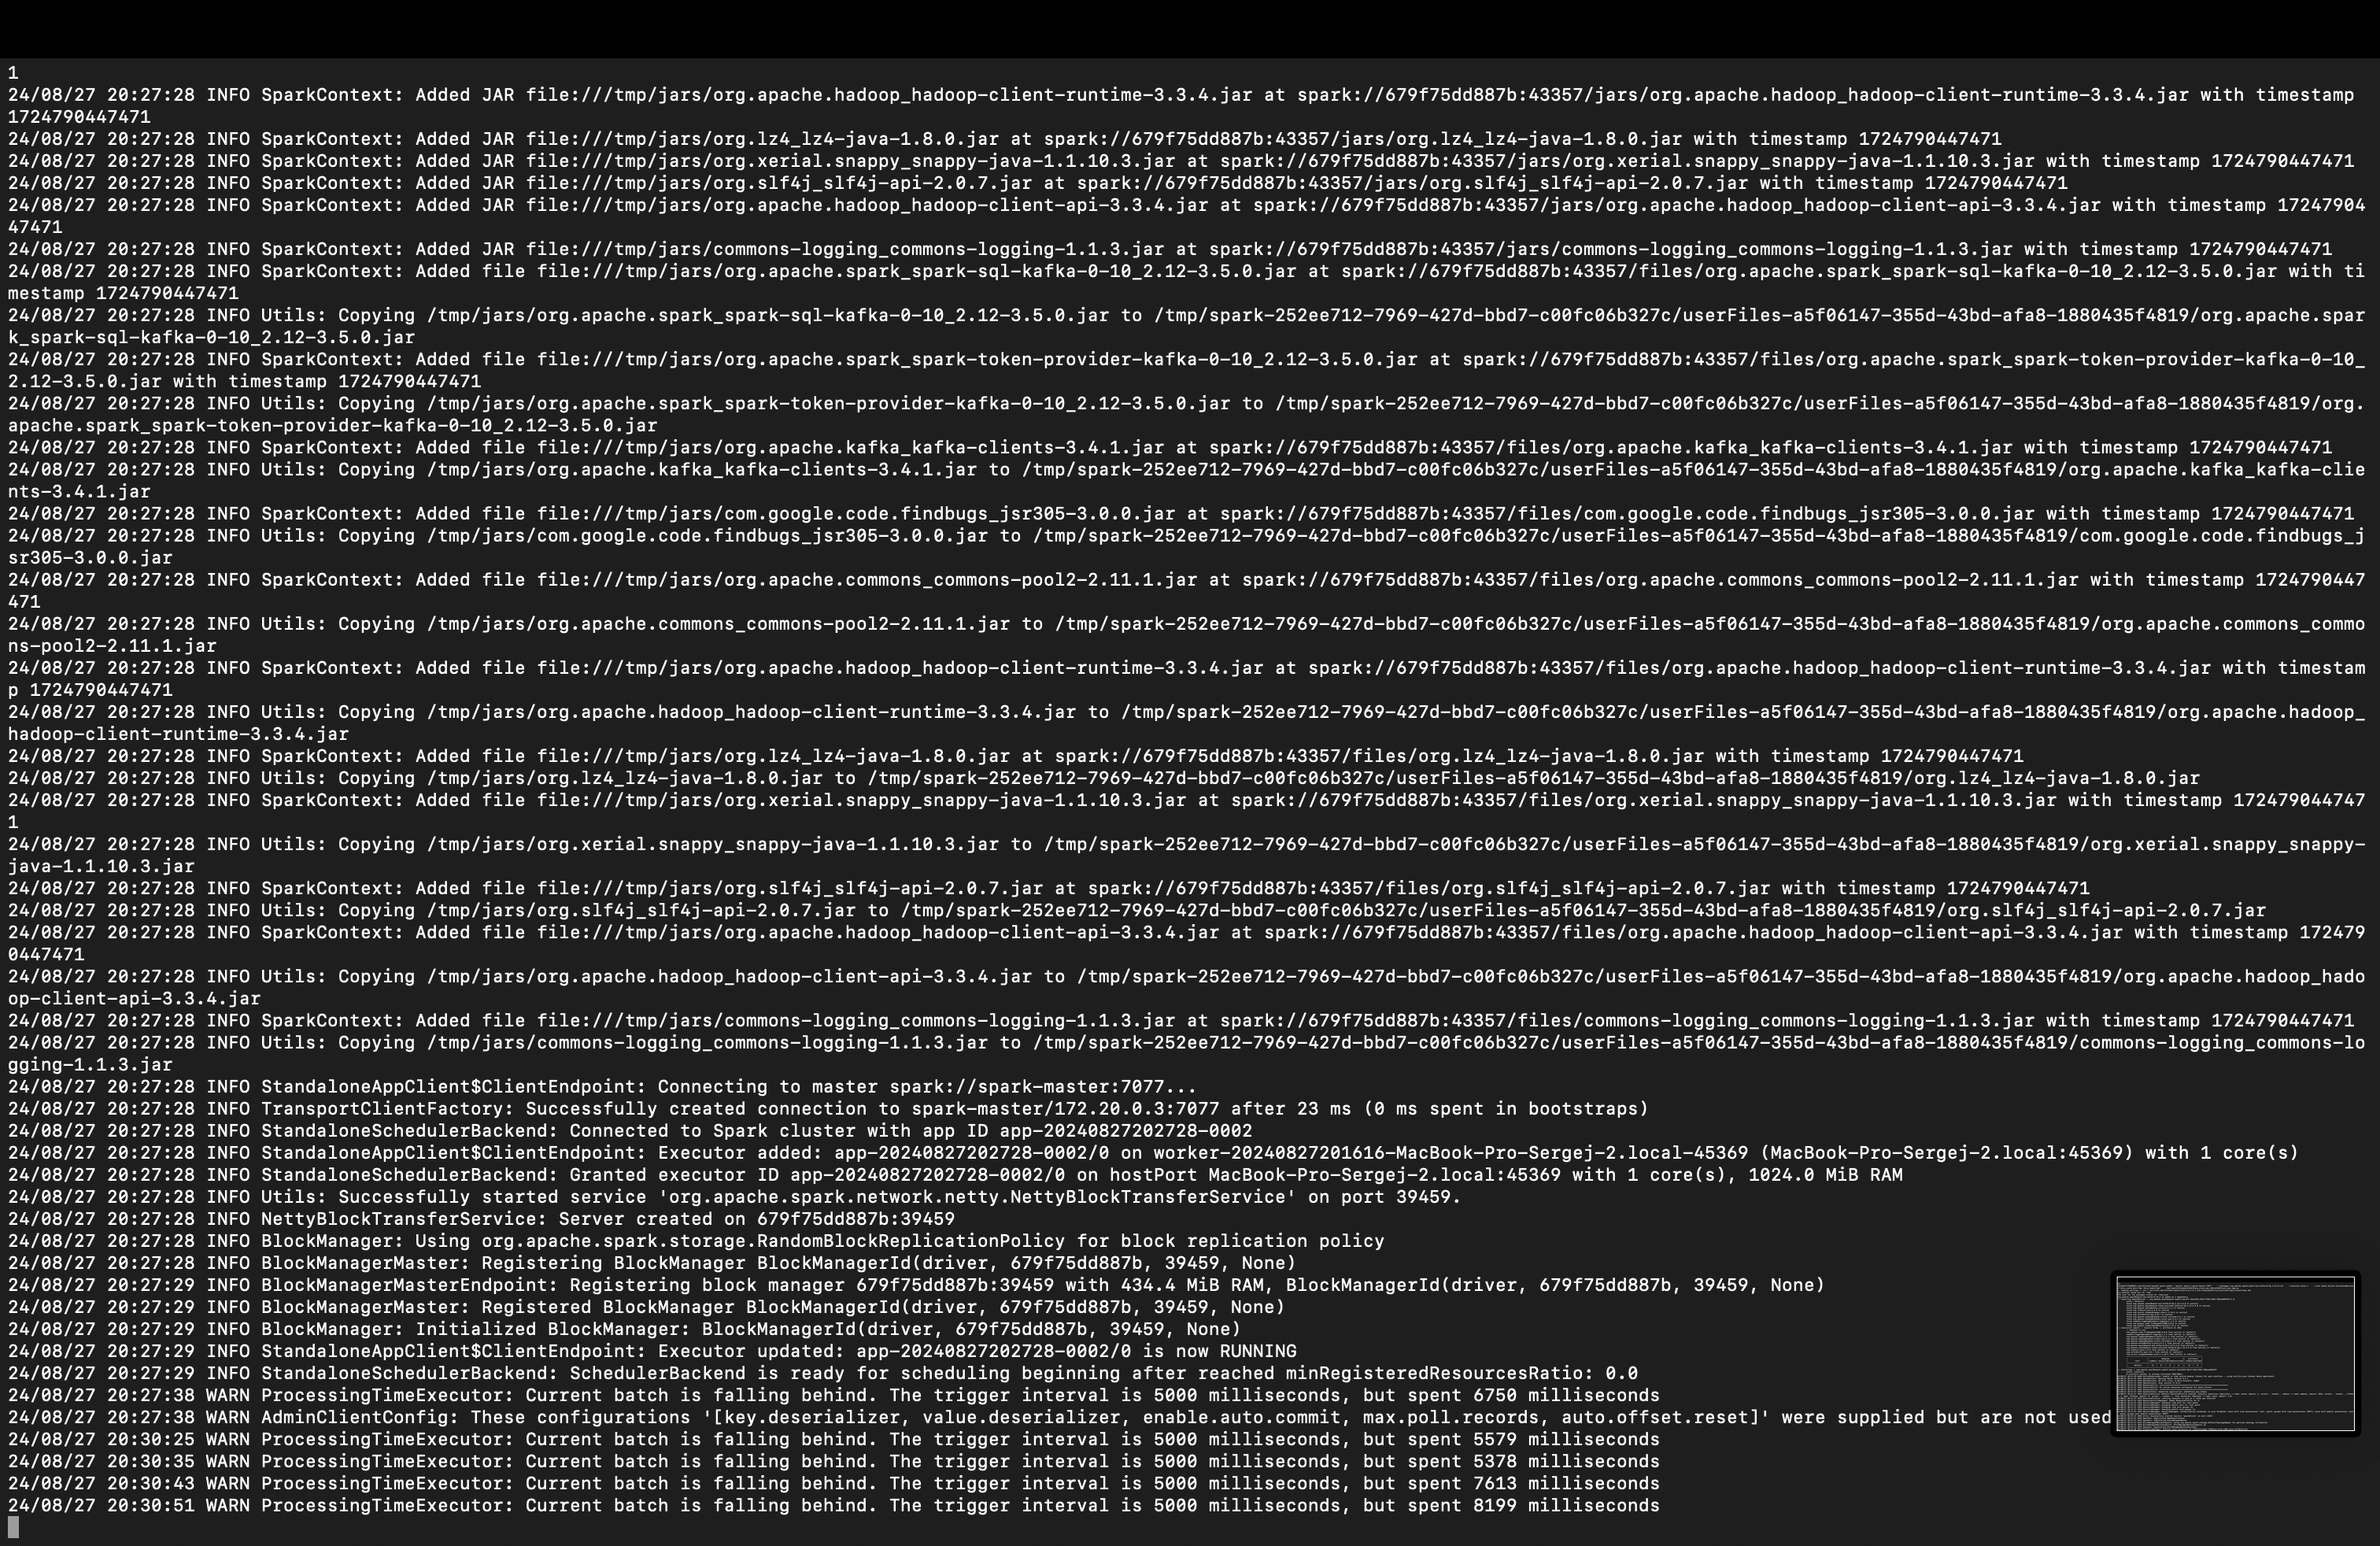 1
24/08/27 20:27:28 INFO SparkContext: Added JAR file:///tmp/jars/org.apache.hadoop_hadoop-client-runtime-3.3.4.jar at spark://679f75dd887b:43357/jars/org.apache.hadoop_hadoop-client-runtime-3.3.4.jar with timestamp
1724790447471
24/08/27 20:27:28 INFO SparkContext: Added JAR file:///tmp/jars/org.lz4_lz4-java-1.8.0.jar at spark://679f75dd887b:43357/jars/org.lz4_lz4-java-1.8.0.jar with timestamp 1724790447471
24/08/27 20:27:28 INFO SparkContext: Added JAR file:///tmp/jars/org.xerial.snappy_snappy-java-1.1.10.3.jar at spark://679f75dd887b:43357/jars/org.xerial.snappy_snappy-java-1.1.10.3.jar with timestamp 1724790447471
24/08/27 20:27:28 INFO SparkContext: Added JAR file:///tmp/jars/org.slf4j_slf4j-api-2.0.7.jar at spark://679f75dd887b:43357/jars/org.slf4j_slf4j-api-2.0.7.jar with timestamp 1724790447471
24/08/27 20:27:28 INFO SparkContext: Added JAR file:///tmp/jars/org.apache.hadoop_hadoop-client-api-3.3.4.jar at spark://679f75dd887b:43357/jars/org.apache.hadoop_hadoop-client-api-3.3.4.jar with timestamp 17247904
47471
24/08/27 20:27:28 INFO SparkContext: Added JAR file:///tmp/jars/commons-logging_commons-logging-1.1.3.jar at spark://679f75dd887b:43357/jars/commons-logging_commons-logging-1.1.3.jar with timestamp 1724790447471
24/08/27 20:27:28 INFO SparkContext: Added file file:///tmp/jars/org.apache.spark_spark-sql-kafka-0-10_2.12-3.5.0.jar at spark://679f75dd887b:43357/files/org.apache.spark_spark-sql-kafka-0-10_2.12-3.5.0.jar with ti
mestamp 1724790447471
24/08/27 20:27:28 INFO Utils: Copying /tmp/jars/org.apache.spark_spark-sql-kafka-0-10_2.12-3.5.0.jar to /tmp/spark-252ee712-7969-427d-bbd7-c00fc06b327c/userFiles-a5f06147-355d-43bd-afa8-1880435f4819/org.apache.spar
k_spark-sql-kafka-0-10_2.12-3.5.0.jar
24/08/27 20:27:28 INFO SparkContext: Added file file:///tmp/jars/org.apache.spark_spark-token-provider-kafka-0-10_2.12-3.5.0.jar at spark://679f75dd887b:43357/files/org.apache.spark_spark-token-provider-kafka-0-10_
2.12-3.5.0.jar with timestamp 1724790447471
24/08/27 20:27:28 INFO Utils: Copying /tmp/jars/org.apache.spark_spark-token-provider-kafka-0-10_2.12-3.5.0.jar to /tmp/spark-252ee712-7969-427d-bbd7-c00fc06b327c/userFiles-a5f06147-355d-43bd-afa8-1880435f4819/org.
apache.spark_spark-token-provider-kafka-0-10_2.12-3.5.0.jar
24/08/27 20:27:28 INFO SparkContext: Added file file:///tmp/jars/org.apache.kafka_kafka-clients-3.4.1.jar at spark://679f75dd887b:43357/files/org.apache.kafka_kafka-clients-3.4.1.jar with timestamp 1724790447471
24/08/27 20:27:28 INFO Utils: Copying /tmp/jars/org.apache.kafka_kafka-clients-3.4.1.jar to /tmp/spark-252ee712-7969-427d-bbd7-c00fc06b327c/userFiles-a5f06147-355d-43bd-afa8-1880435f4819/org.apache.kafka_kafka-clie
nts-3.4.1.jar
24/08/27 20:27:28 INFO SparkContext: Added file file:///tmp/jars/com.google.code.findbugs_jsr305-3.0.0.jar at spark://679f75dd887b:43357/files/com.google.code.findbugs_jsr305-3.0.0.jar with timestamp 1724790447471
24/08/27 20:27:28 INFO Utils: Copying /tmp/jars/com.google.code.findbugs_jsr305-3.0.0.jar to /tmp/spark-252ee712-7969-427d-bbd7-c00fc06b327c/userFiles-a5f06147-355d-43bd-afa8-1880435f4819/com.google.code.findbugs_j
sr305-3.0.0.jar
24/08/27 20:27:28 INFO SparkContext: Added file file:///tmp/jars/org.apache.commons_commons-pool2-2.11.1.jar at spark://679f75dd887b:43357/files/org.apache.commons_commons-pool2-2.11.1.jar with timestamp 1724790447
471
24/08/27 20:27:28 INFO Utils: Copying /tmp/jars/org.apache.commons_commons-pool2-2.11.1.jar to /tmp/spark-252ee712-7969-427d-bbd7-c00fc06b327c/userFiles-a5f06147-355d-43bd-afa8-1880435f4819/org.apache.commons_commo
ns-pool2-2.11.1.jar
24/08/27 20:27:28 INFO SparkContext: Added file file:///tmp/jars/org.apache.hadoop_hadoop-client-runtime-3.3.4.jar at spark://679f75dd887b:43357/files/org.apache.hadoop_hadoop-client-runtime-3.3.4.jar with timestam
p 1724790447471
24/08/27 20:27:28 INFO Utils: Copying /tmp/jars/org.apache.hadoop_hadoop-client-runtime-3.3.4.jar to /tmp/spark-252ee712-7969-427d-bbd7-c00fc06b327c/userFiles-a5f06147-355d-43bd-afa8-1880435f4819/org.apache.hadoop_
hadoop-client-runtime-3.3.4.jar
24/08/27 20:27:28 INFO SparkContext: Added file file:///tmp/jars/org.lz4_lz4-java-1.8.0.jar at spark://679f75dd887b:43357/files/org.lz4_lz4-java-1.8.0.jar with timestamp 1724790447471
24/08/27 20:27:28 INFO Utils: Copying /tmp/jars/org.lz4_lz4-java-1.8.0.jar to /tmp/spark-252ee712-7969-427d-bbd7-c00fc06b327c/userFiles-a5f06147-355d-43bd-afa8-1880435f4819/org.lz4_lz4-java-1.8.0.jar
24/08/27 20:27:28 INFO SparkContext: Added file file:///tmp/jars/org.xerial.snappy_snappy-java-1.1.10.3.jar at spark://679f75dd887b:43357/files/org.xerial.snappy_snappy-java-1.1.10.3.jar with timestamp 172479044747
1
24/08/27 20:27:28 INFO Utils: Copying /tmp/jars/org.xerial.snappy_snappy-java-1.1.10.3.jar to /tmp/spark-252ee712-7969-427d-bbd7-c00fc06b327c/userFiles-a5f06147-355d-43bd-afa8-1880435f4819/org.xerial.snappy_snappy-
java-1.1.10.3.jar
24/08/27 20:27:28 INFO SparkContext: Added file file:///tmp/jars/org.slf4j_slf4j-api-2.0.7.jar at spark://679f75dd887b:43357/files/org.slf4j_slf4j-api-2.0.7.jar with timestamp 1724790447471
24/08/27 20:27:28 INFO Utils: Copying /tmp/jars/org.slf4j_slf4j-api-2.0.7.jar to /tmp/spark-252ee712-7969-427d-bbd7-c00fc06b327c/userFiles-a5f06147-355d-43bd-afa8-1880435f4819/org.slf4j_slf4j-api-2.0.7.jar
24/08/27 20:27:28 INFO SparkContext: Added file file:///tmp/jars/org.apache.hadoop_hadoop-client-api-3.3.4.jar at spark://679f75dd887b:43357/files/org.apache.hadoop_hadoop-client-api-3.3.4.jar with timestamp 172479
0447471
24/08/27 20:27:28 INFO Utils: Copying /tmp/jars/org.apache.hadoop_hadoop-client-api-3.3.4.jar to /tmp/spark-252ee712-7969-427d-bbd7-c00fc06b327c/userFiles-a5f06147-355d-43bd-afa8-1880435f4819/org.apache.hadoop_hado
op-client-api-3.3.4.jar
24/08/27 20:27:28 INFO SparkContext: Added file file:///tmp/jars/commons-logging_commons-logging-1.1.3.jar at spark://679f75dd887b:43357/files/commons-logging_commons-logging-1.1.3.jar with timestamp 1724790447471
24/08/27 20:27:28 INFO Utils: Copying /tmp/jars/commons-logging_commons-logging-1.1.3.jar to /tmp/spark-252ee712-7969-427d-bbd7-c00fc06b327c/userFiles-a5f06147-355d-43bd-afa8-1880435f4819/commons-logging_commons-lo
gging-1.1.3.jar
24/08/27 20:27:28 INFO StandaloneAppClient$ClientEndpoint: Connecting to master spark://spark-master:7077...
24/08/27 20:27:28 INFO TransportClientFactory: Successfully created connection to spark-master/172.20.0.3:7077 after 23 ms (0 ms spent in bootstraps)
24/08/27 20:27:28 INFO StandaloneSchedulerBackend: Connected to Spark cluster with app ID app-20240827202728-0002
24/08/27 20:27:28 INFO StandaloneAppClient$ClientEndpoint: Executor added: app-20240827202728-0002/0 on worker-20240827201616-MacBook-Pro-Sergej-2.local-45369 (MacBook-Pro-Sergej-2.local:45369) with 1 core(s)
24/08/27 20:27:28 INFO StandaloneSchedulerBackend: Granted executor ID app-20240827202728-0002/0 on hostPort MacBook-Pro-Sergej-2.local:45369 with 1 core(s), 1024.0 MiB RAM
24/08/27 20:27:28 INFO Utils: Successfully started service 'org.apache.spark.network.netty.NettyBlockTransferService' on port 39459.
24/08/27 20:27:28 INFO NettyBlockTransferService: Server created on 679f75dd887b:39459
24/08/27 20:27:28 INFO BlockManager: Using org.apache.spark.storage.RandomBlockReplicationPolicy for block replication policy
24/08/27 20:27:28 INFO BlockManagerMaster: Registering BlockManager BlockManagerId(driver, 679f75dd887b, 39459, None)
24/08/27 20:27:29 INFO BlockManagerMasterEndpoint: Registering block manager 679f75dd887b:39459 with 434.4 MiB RAM, BlockManagerId(driver, 679f75dd887b, 39459, None)
24/08/27 20:27:29 INFO BlockManagerMaster: Registered BlockManager BlockManagerId(driver, 679f75dd887b, 39459, None)
24/08/27 20:27:29 INFO BlockManager: Initialized BlockManager: BlockManagerId(driver, 679f75dd887b, 39459, None)
24/08/27 20:27:29 INFO StandaloneAppClient$ClientEndpoint: Executor updated: app-20240827202728-0002/0 is now RUNNING
24/08/27 20:27:29 INFO StandaloneSchedulerBackend: SchedulerBackend is ready for scheduling beginning after reached minRegisteredResourcesRatio: 0.0
24/08/27 20:27:38 WARN ProcessingTimeExecutor: Current batch is falling behind. The trigger interval is 5000 milliseconds, but spent 6750 milliseconds
24/08/27 20:27:38 WARN AdminClientConfig: These configurations '[key.deserializer, value.deserializer, enable.auto.commit, max.poll.records, auto.offset.reset]' were supplied but are not used
24/08/27 20:30:25 WARN ProcessingTimeExecutor: Current batch is falling behind. The trigger interval is 5000 milliseconds, but spent 5579 milliseconds
24/08/27 20:30:35 WARN ProcessingTimeExecutor: Current batch is falling behind. The trigger interval is 5000 milliseconds, but spent 5378 milliseconds
24/08/27 20:30:43 WARN ProcessingTimeExecutor: Current batch is falling behind. The trigger interval is 5000 milliseconds, but spent 7613 milliseconds
24/08/27 20:30:51 WARN ProcessingTimeExecutor: Current batch is falling behind. The trigger interval is 5000 milliseconds, but spent 8199 milliseconds